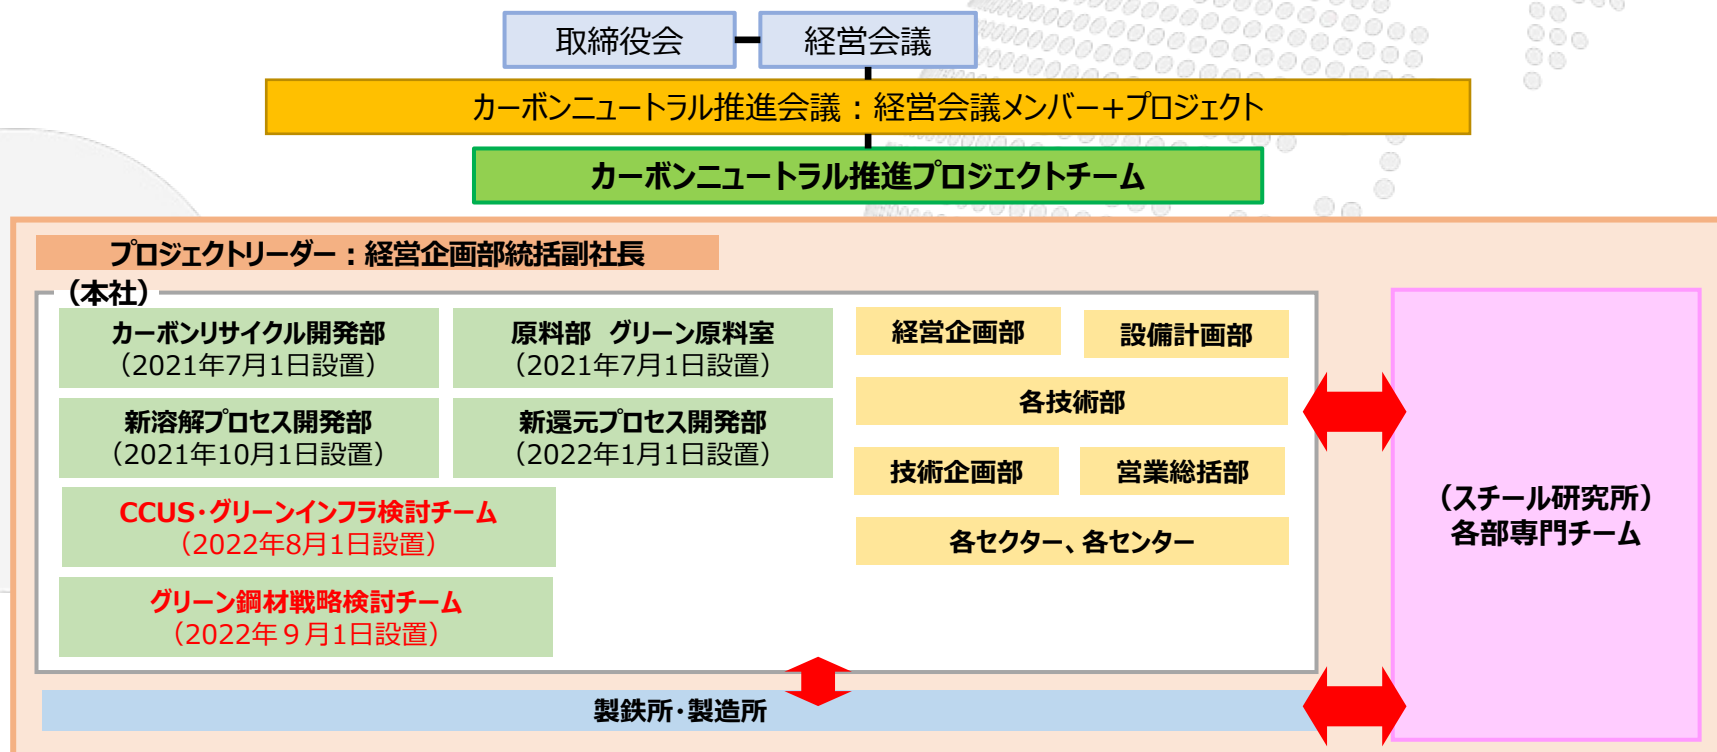 取締役会
経営会議
カーボンニュートラル推進会議：経営会議メンバー+プロジェクト
カーボンニュートラル推進プロジェクトチーム
プロジェクトリーダー：経営企画部統括副社長
（本社）
カーボンリサイクル開発部
（2021年7月1日設置）
原料部　グリーン原料室
（2021年7月1日設置）
新溶解プロセス開発部
（2021年10月1日設置）
新還元プロセス開発部
（2022年1月1日設置）
CCUS・グリーンインフラ検討チーム
（2022年8月1日設置）
グリーン鋼材戦略検討チーム
（2022年９月1日設置）
経営企画部
設備計画部
各技術部
技術企画部
営業総括部
各セクター、各センター
（スチール研究所）
各部専門チーム
製鉄所・製造所